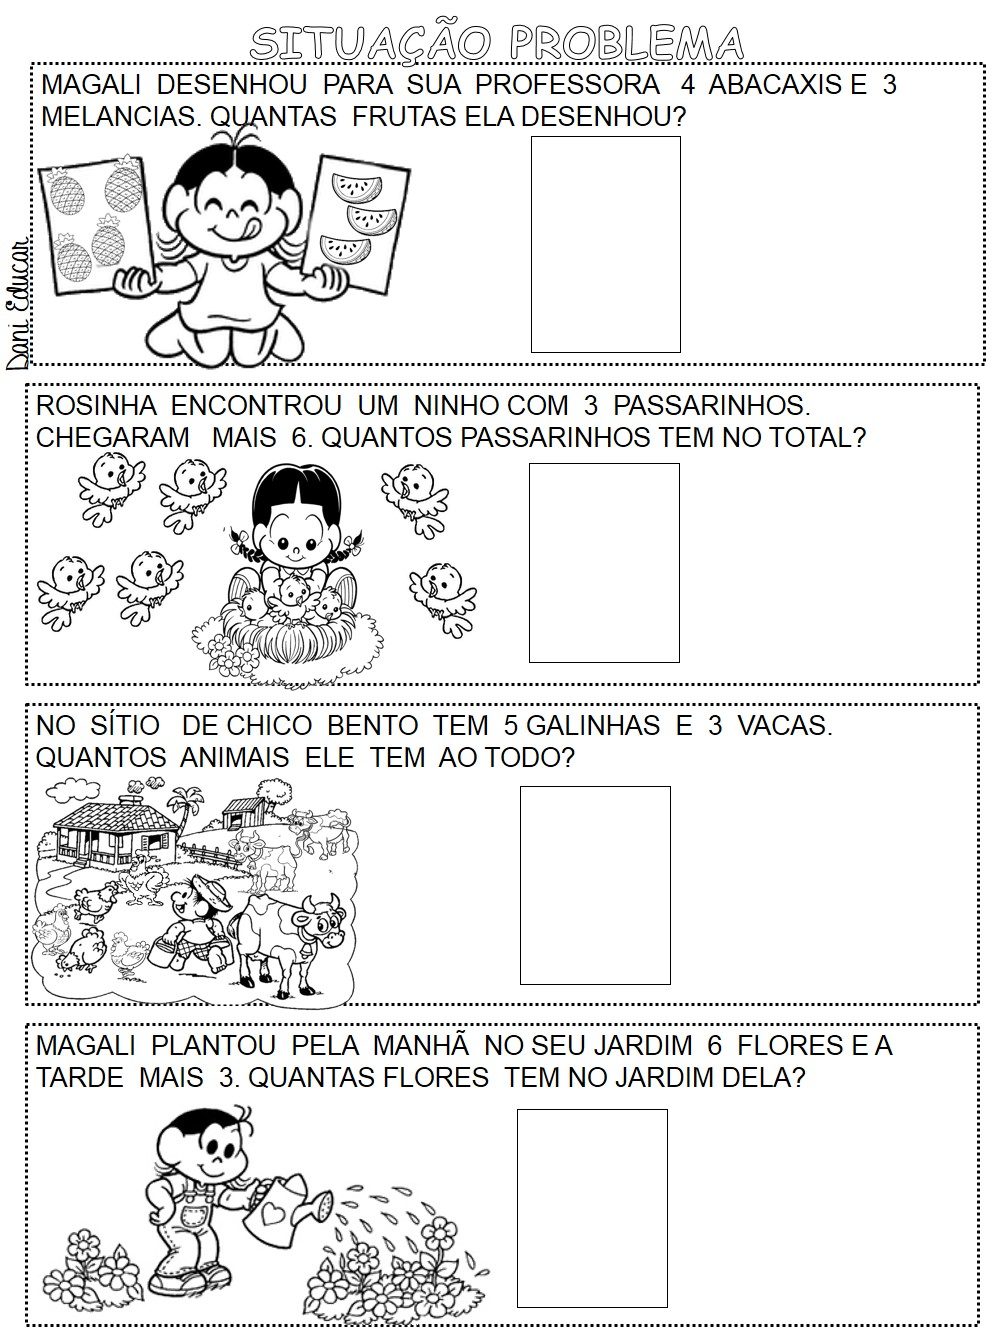 SITUAÇÃO PROBLEMA
MAGALI DESENHOU PARA SUA PROFESSORA 4 ABACAXIS E 3
MELANCIAS. QUANTAS FRUTAS ELA DESENHOU?
Dani Educar
ROSINHA ENCONTROU UM NINHO COM 3 PASSARINHOS.
CHEGARAM MAIS 6. QUANTOS PASSARINHOS TEM NO TOTAL?
NO SÍTIO DE CHICO BENTO TEM 5 GALINHAS E 3 VACAS.
QUANTOS ANIMAIS ELE TEM AO TODO?
MAGALI PLANTOU PELA MANHÃ NO SEU JARDIM 6 FLORES E A
TARDE MAIS 3. QUANTAS FLORES TEM NO JARDIM DELA?